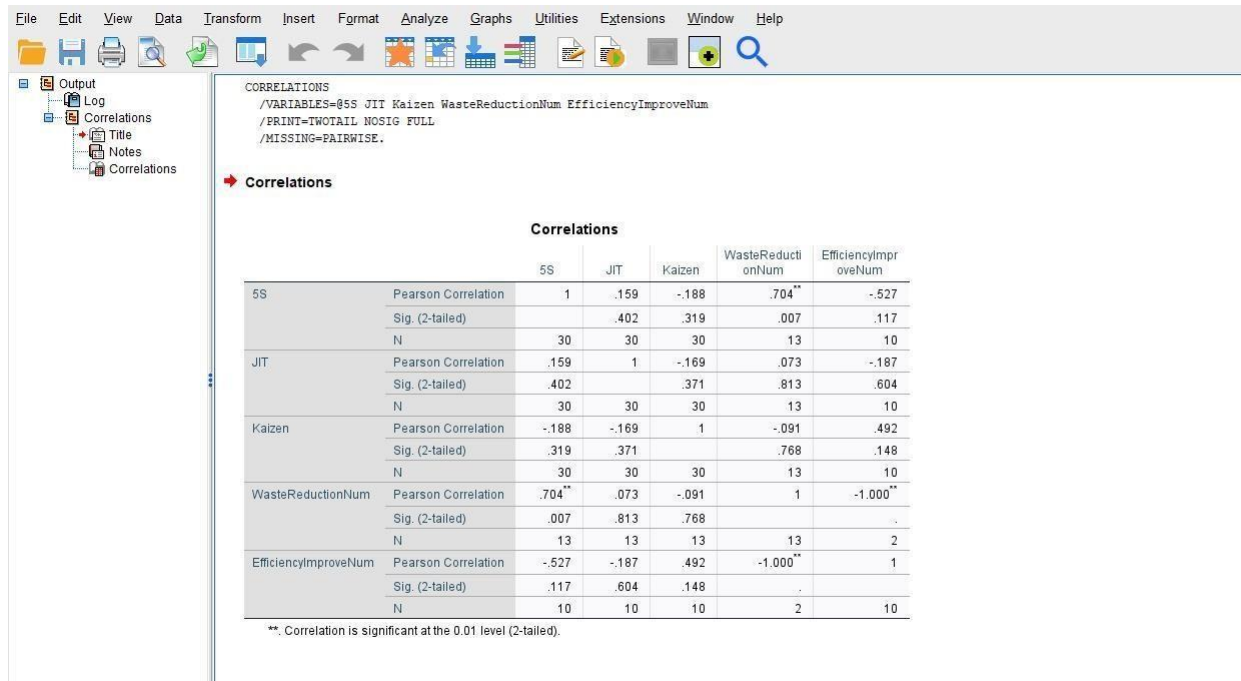 File Edit View Data Transform Insert Format Analyze Graphs Utilities Extensions Window Help
Output
Log
Correlations
Title
Notes
Correlations
CORRELATIONS
/VARIABLES=@5S JIT Kaizen WasteReductionNum EfficiencyImproveNum
/PRINT=TWOTAIL NOSIG FULL
/MISSING=PAIRWISE.
Correlations
Correlations
5S JIT Kaizen WasteReducti onNum EfficiencyImpr oveNum
5S Pearson Correlation 1 .159 -.188 .704** -.527
Sig. (2-tailed) .402 .319 .007 .117
N 30 30 30 13 10
JIT Pearson Correlation .159 1 -.169 .073 -.187
Sig. (2-tailed) .402 .371 .813 .604
N 30 30 30 13 10
Kaizen Pearson Correlation -.188 -.169 1 -.091 .492
Sig. (2-tailed) .319 .371 .768 .148
N 30 30 30 13 10
WasteReductionNum Pearson Correlation .704** .073 -.091 1 -1.000**
Sig. (2-tailed) .007 .813 .768 .
N 13 13 13 13 2
EfficiencyImproveNum Pearson Correlation -.527 -.187 .492 -1.000** 1
Sig. (2-tailed) .117 .604 .148 .
N 10 10 10 2 10
**. Correlation is significant at the 0.01 level (2-tailed).